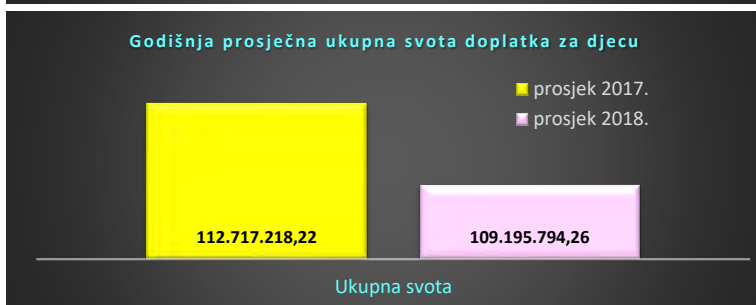 Godišnja prosječna ukupna svota doplatka za djecu
prosjek 2017.
prosjek 2018.
112.717.218,22
109.195.794,26
Ukupna svota